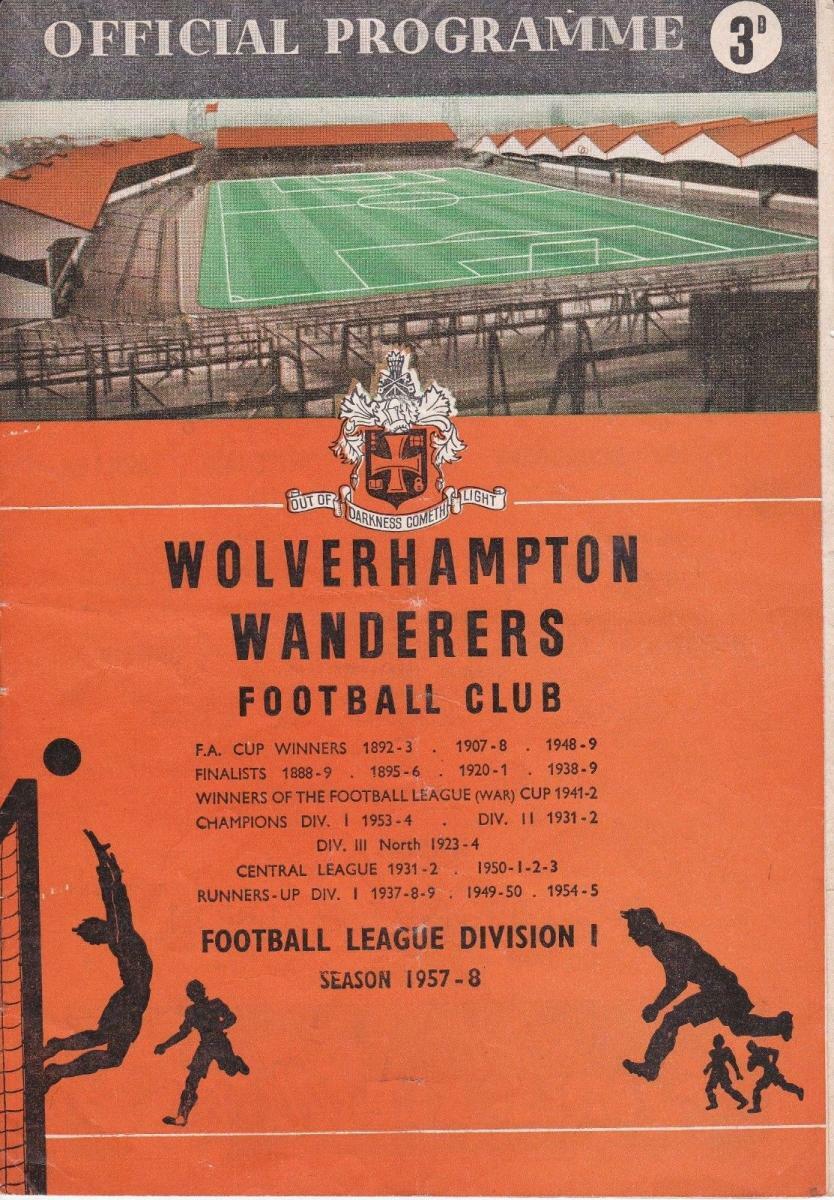 OFFICIAL PROGRAMME 3D
OUT OF DARKNESS COMETH LIGHT
WOLVERHAMPTON
WANDERERS
FOOTBALL CLUB
F.A. CUP WINNERS 1892-3 . 1907-8 . 1948-9
FINALISTS 1888-9 . 1895-6 . 1920-1 . 1938-9
WINNERS OF THE FOOTBALL LEAGUE (WAR) CUP 1941-2
CHAMPIONS DIV. I 1953-4 . DIV. II 1931-2
DIV. III North 1923-4
CENTRAL LEAGUE 1931-2 . 1950-1-2-3
RUNNERS-UP DIV. I 1937-8-9 . 1949-50 . 1954-5
FOOTBALL LEAGUE DIVISION I
SEASON 1957-8